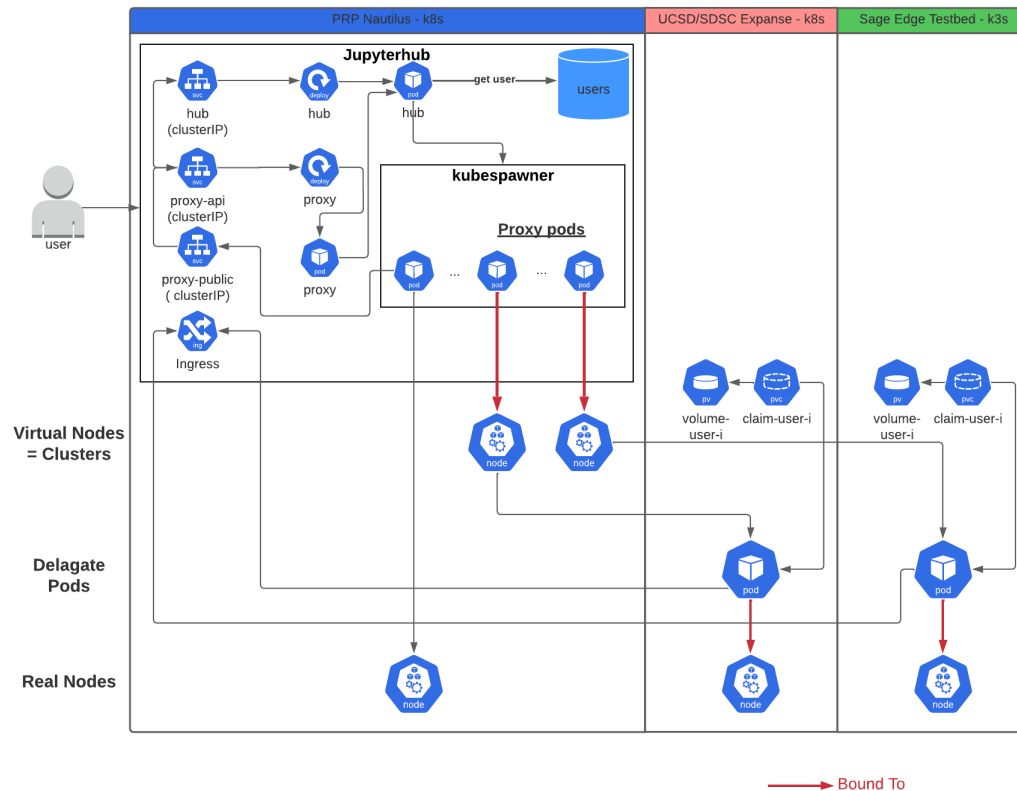 PRP Nautilus - k8s
UCSD/SDSC Expanse - k8s
Sage Edge Testbed - k3s
Jupyterhub
svc
hub
(clusterIP)
deploy
hub
pod
hub
get user
users
user
svc
proxy-api
(clusterIP)
deploy
proxy
svc
proxy-public
( clusterIP)
pod
proxy
kubespawner
Proxy pods
pod
...
pod
...
pod
ing
Ingress
pv
volume-
user-i
pvc
claim-user-i
pv
volume-
user-i
pvc
claim-user-i
Virtual Nodes
= Clusters
node
node
Delagate
Pods
pod
pod
Real Nodes
node
node
node
Bound To